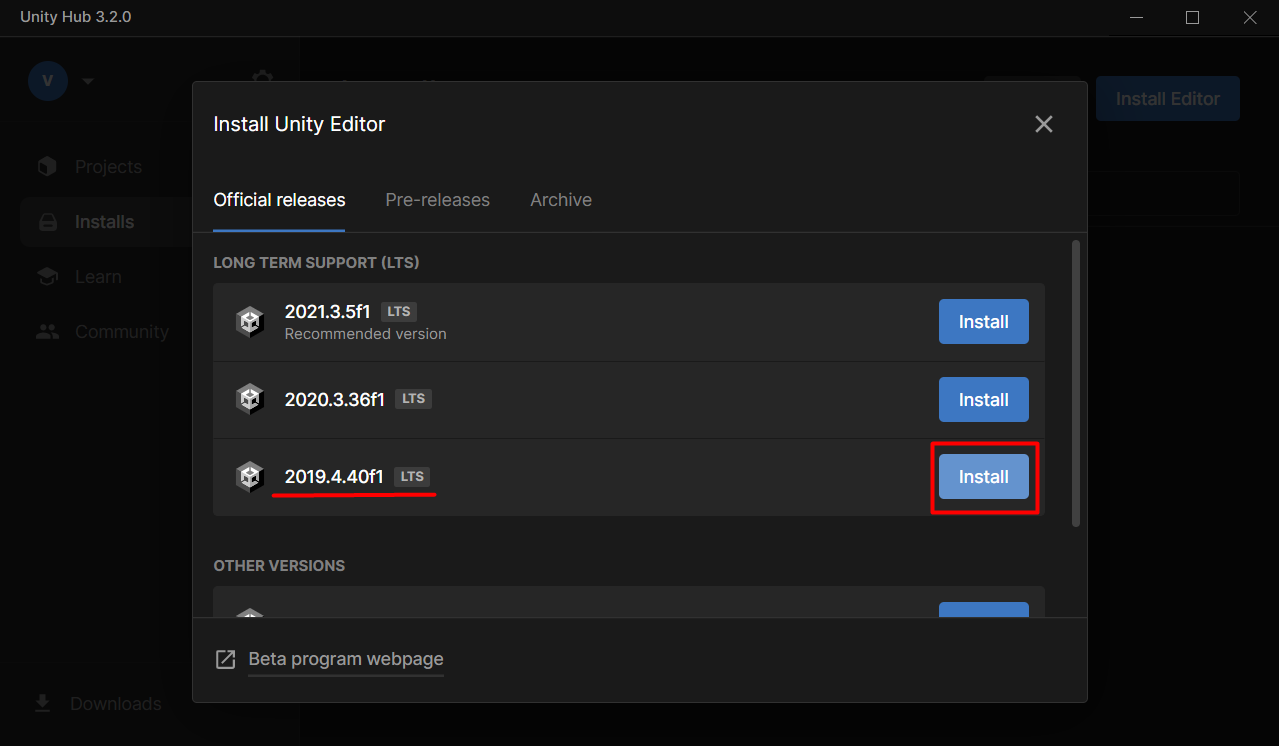 Unity Hub 3.2.0
V
Install Editor
Install Unity Editor
Projects
Official releases
Pre-releases
Archive
Installs
LONG TERM SUPPORT (LTS)
Learn
2021.3.5f1 LTS
Recommended version
Install
Community
2020.3.36f1 LTS
Install
2019.4.40f1 LTS
Install
OTHER VERSIONS
Beta program webpage
Downloads